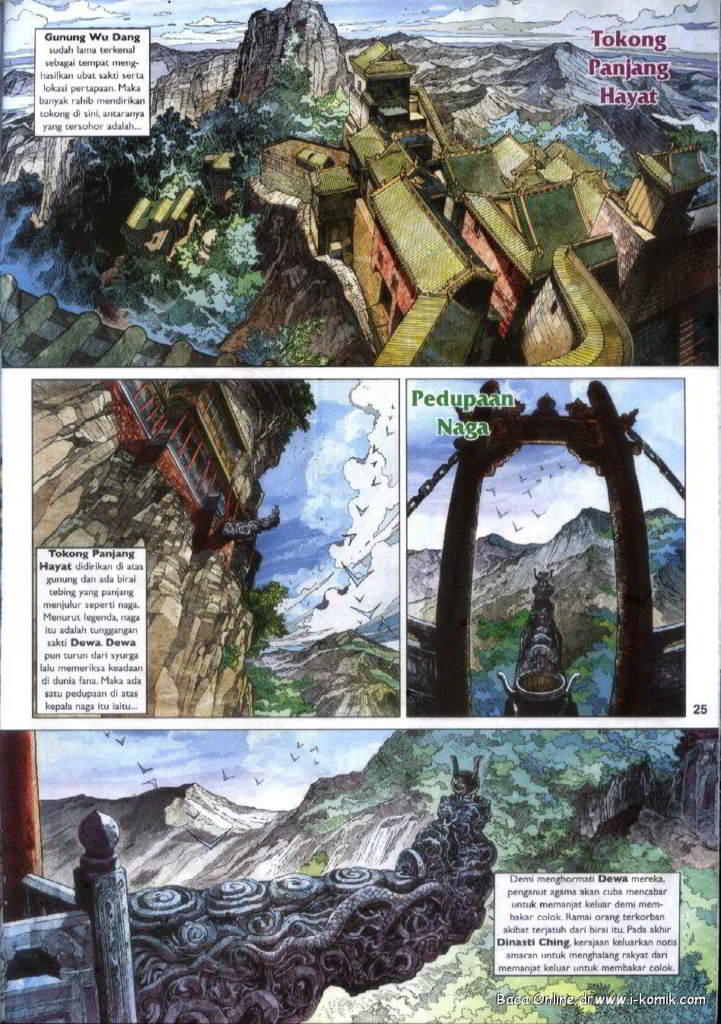 Gunung Wu Dang
sudah lama terkenal
sebagai tempat meng-
hasilkan ubat sakti serta
lokasi pertapaan. Maka
banyak rahib mendirikan
tokong di sini, antaranya
yang tersohor adalah...
Tokong
Panjang
Hayat
Tokong Panjang
Hayat didirikan di atas
gunung dan ada birai
tebing yang panjang
menjulur seperti naga.
Menurut legenda, naga
itu adalah tunggangan
sakti Dewa. Dewa
pun turun dari syurga
lalu memeriksa keadaan
di dunia fana. Maka ada
satu pedupaan di atas
kepala naga itu iaitu...
Pedupaan
Naga
25
Demi menghormati Dewa mereka,
penganut agama akan cuba mencabar
untuk memanjat keluar demi mem-
bakar colok. Ramai orang terkorban
akibat terjatuh dari birai itu. Pada akhir
Dinasti Ching, kerajaan keluarkan notis
amaran untuk menghalang rakyat dari
memanjat keluar untuk membakar colok.
Baca Online di www.i-komik.com